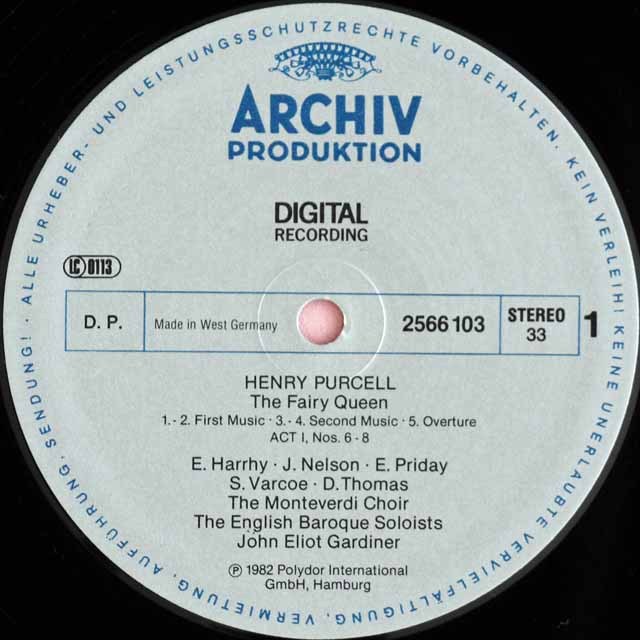 ALLE URHEBER- UND LEISTUNGSSCHUTZRECHTE VORBEHALTEN. KEIN VERLEIH! KEINE UNERLAUBTE VERVIELFÄLTIGUNG, VERMIETUNG, AUFFÜHRUNG, SENDUNG! ·
ARCHIV
PRODUKTION
DIGITAL
RECORDING
LC 0113
D. P.
Made in West Germany
2566 103
STEREO
33
1
HENRY PURCELL
The Fairy Queen
1.- 2. First Music · 3.- 4. Second Music · 5. Overture
ACT I, Nos. 6 - 8
E. Harrhy · J. Nelson · E. Priday
S. Varcoe · D. Thomas
The Monteverdi Choir
The English Baroque Soloists
John Eliot Gardiner
℗ 1982 Polydor International
GmbH, Hamburg